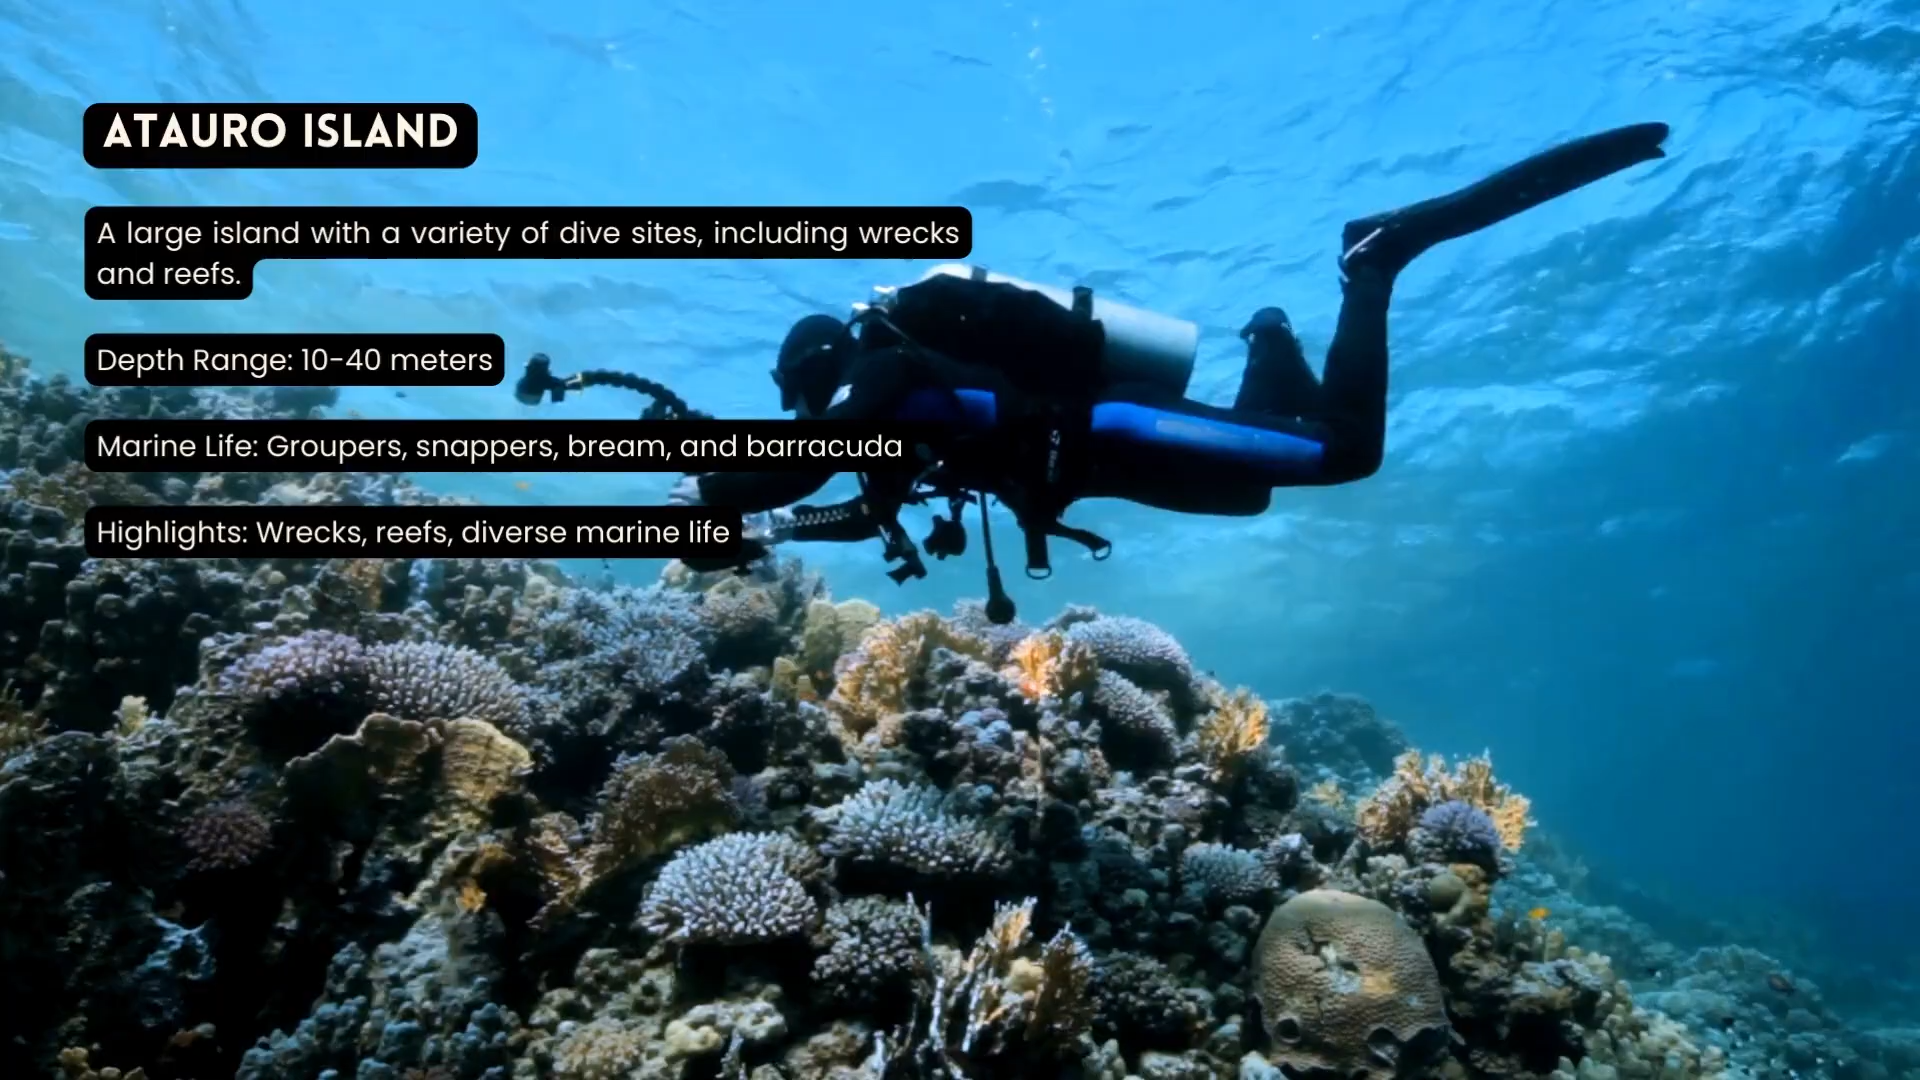 ATAURO ISLAND
A large island with a variety of dive sites, including wrecks
and reefs.
Depth Range: 10-40 meters
Marine Life: Groupers, snappers, bream, and barracuda
Highlights: Wrecks, reefs, diverse marine life